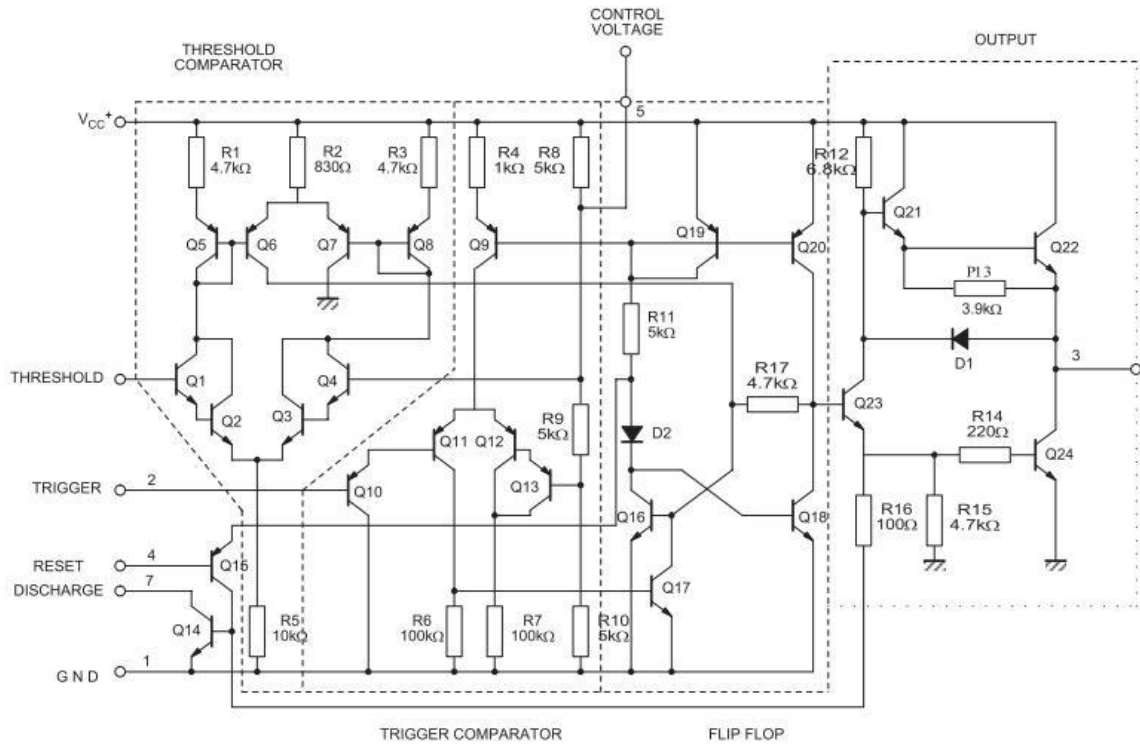 CONTROL
VOLTAGE
OUTPUT
THRESHOLD
COMPARATOR
5
VCC+
R1
4.7kΩ
R2
830Ω
R3
4.7kΩ
R4
1kΩ
R8
5kΩ
R12
6.8kΩ
Q21
Q5
Q6
Q7
Q8
Q9
Q19
Q20
Q22
P13
3.9kΩ
R11
5kΩ
D1
3
R17
4.7kΩ
THRESHOLD
Q1
Q4
Q2
Q3
R9
5kΩ
Q23
Q11
Q12
D2
R14
220Ω
Q24
TRIGGER
2
Q10
Q13
Q16
Q18
R16
100Ω
R15
4.7kΩ
RESET
4
Q15
DISCHARGE
7
Q17
Q14
R5
10kΩ
R6
100kΩ
R7
100kΩ
R10
5kΩ
GND
1
TRIGGER COMPARATOR
FLIP FLOP